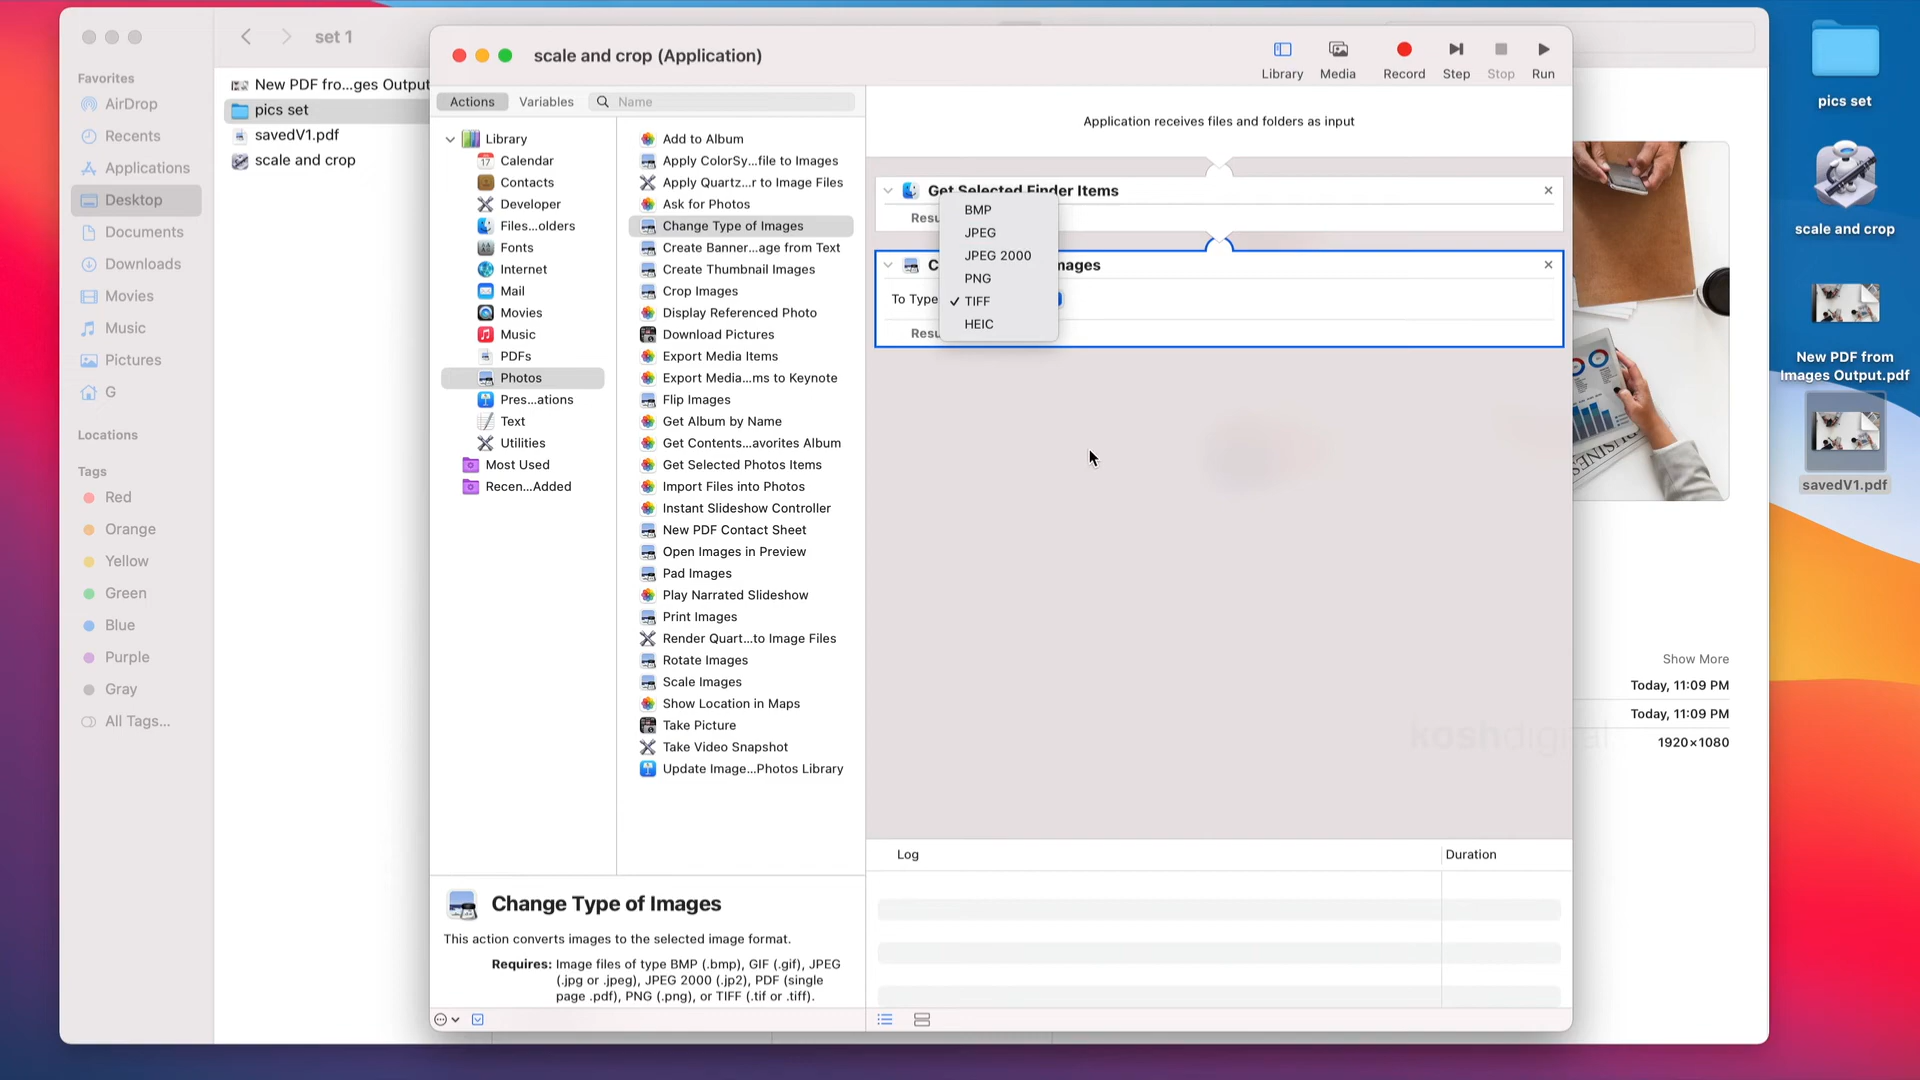 set 1
Favorites
AirDrop
Recents
Applications
Desktop
Documents
Downloads
Movies
Music
Pictures
G
Locations
Tags
Red
Orange
Yellow
Green
Blue
Purple
Gray
All Tags...
New PDF fro...ges Output
pics set
savedV1.pdf
scale and crop
scale and crop (Application)
Library
Media
Record
Step
Stop
Run
Actions
Variables
Name
Library
Calendar
Contacts
Developer
Files...olders
Fonts
Internet
Mail
Movies
Music
PDFs
Photos
Pres...ations
Text
Utilities
Most Used
Recen...Added
Add to Album
Apply ColorSy...file to Images
Apply Quartz...r to Image Files
Ask for Photos
Change Type of Images
Create Banner...age from Text
Create Thumbnail Images
Crop Images
Display Referenced Photo
Download Pictures
Export Media Items
Export Media...ms to Keynote
Flip Images
Get Album by Name
Get Contents...avorites Album
Get Selected Photos Items
Import Files into Photos
Instant Slideshow Controller
New PDF Contact Sheet
Open Images in Preview
Pad Images
Play Narrated Slideshow
Print Images
Render Quart...to Image Files
Rotate Images
Scale Images
Show Location in Maps
Take Picture
Take Video Snapshot
Update Image...Photos Library
Change Type of Images
This action converts images to the selected image format.
Requires: Image files of type BMP (.bmp), GIF (.gif), JPEG
(.jpg or .jpeg), JPEG 2000 (.jp2), PDF (single
page .pdf), PNG (.png), or TIFF (.tif or .tiff).
Application receives files and folders as input
Get Selected Finder Items
Resu
C
mages
To Type
Resu
BMP
JPEG
JPEG 2000
PNG
TIFF
HEIC
Log
Duration
BUSINESS
Show More
Today, 11:09 PM
Today, 11:09 PM
1920×1080
koshdigital
pics set
scale and crop
New PDF from
Images Output.pdf
savedV1.pdf
17